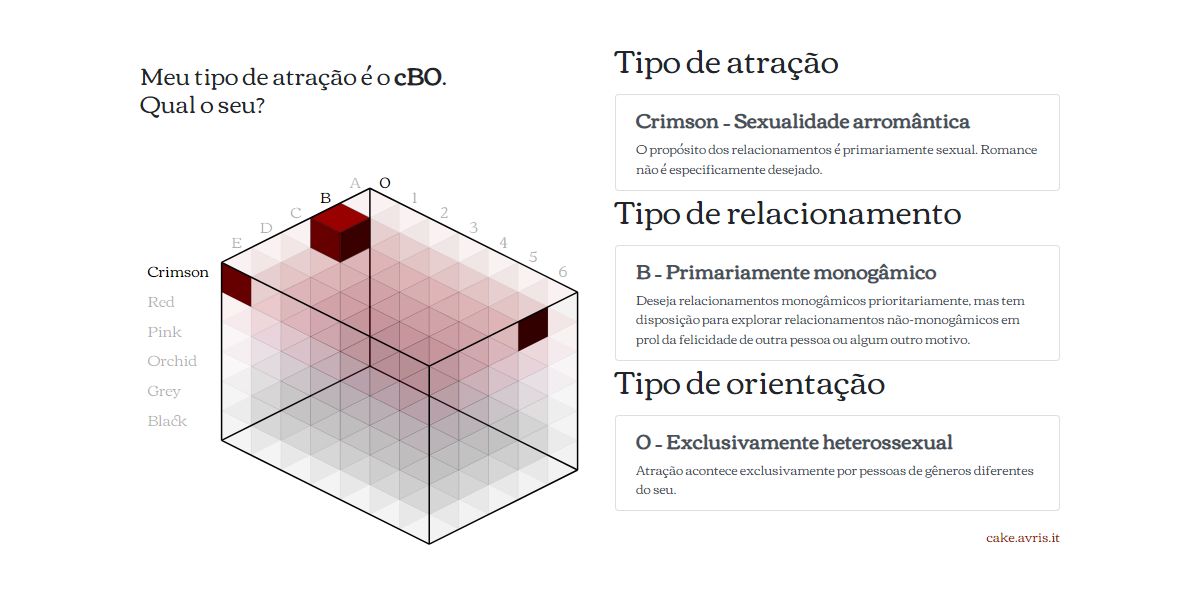 Meu tipo de atração é o cBO.
Qual o seu?
A
O
B
1
C
2
D
3
E
4
5
6
Crimson
Red
Pink
Orchid
Grey
Black
Tipo de atração
Crimson - Sexualidade arromântica
O propósito dos relacionamentos é primariamente sexual. Romance
não é especificamente desejado.
Tipo de relacionamento
B - Primariamente monogâmico
Deseja relacionamentos monogâmicos prioritariamente, mas tem
disposição para explorar relacionamentos não-monogâmicos em
prol da felicidade de outra pessoa ou algum outro motivo.
Tipo de orientação
O - Exclusivamente heterossexual
Atração acontece exclusivamente por pessoas de gêneros diferentes
do seu.
cake.avris.it